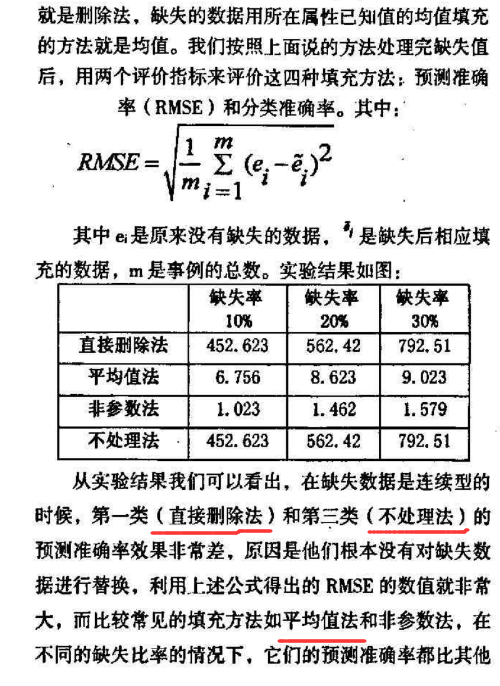 就是删除法，缺失的数据用所在属性已知值的均值填充
的方法就是均值。我们按照上面说的方法处理完缺失值
后，用两个评价指标来评价这四种填充方法：预测准确
率（RMSE）和分类准确率。其中：
RMSE = √(1/m ∑_{i=1}^{m} (e_i − ẽ_i)²)
其中 eᵢ是原来没有缺失的数据，ẽᵢ 是缺失后相应填
充的数据，m 是事例的总数。实验结果如图：
缺失率 10% 缺失率 20% 缺失率 30%
直接删除法 452.623 562.42 792.51
平均值法 6.756 8.623 9.023
非参数法 1.023 1.462 1.579
不处理法 452.623 562.42 792.51
从实验结果我们可以看出，在缺失数据是连续型的
时候，第一类（直接删除法）和第三类（不处理法）的
预测准确率效果非常差，原因是他们根本没有对缺失数
据进行替换，利用上述公式得出的 RMSE 的数值就非常
大，而比较常见的填充方法如平均值法和非参数法，在
不同的缺失比率的情况下，它们的预测准确率都比其他